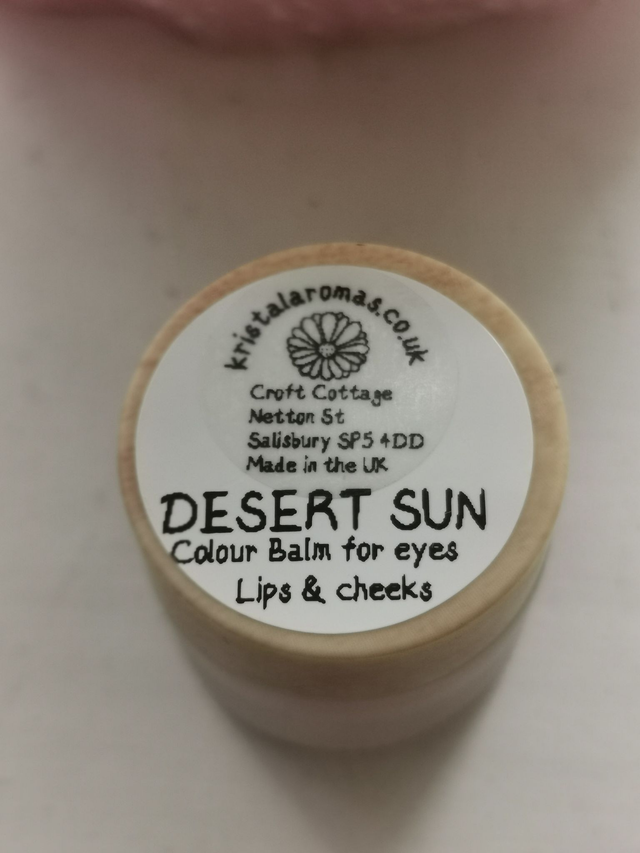 kristalaromas.co.uk
Croft Cottage
Netton St
Salisbury SP5 4DD
Made in the UK
DESERT SUN
Colour Balm for eyes
Lips & cheeks